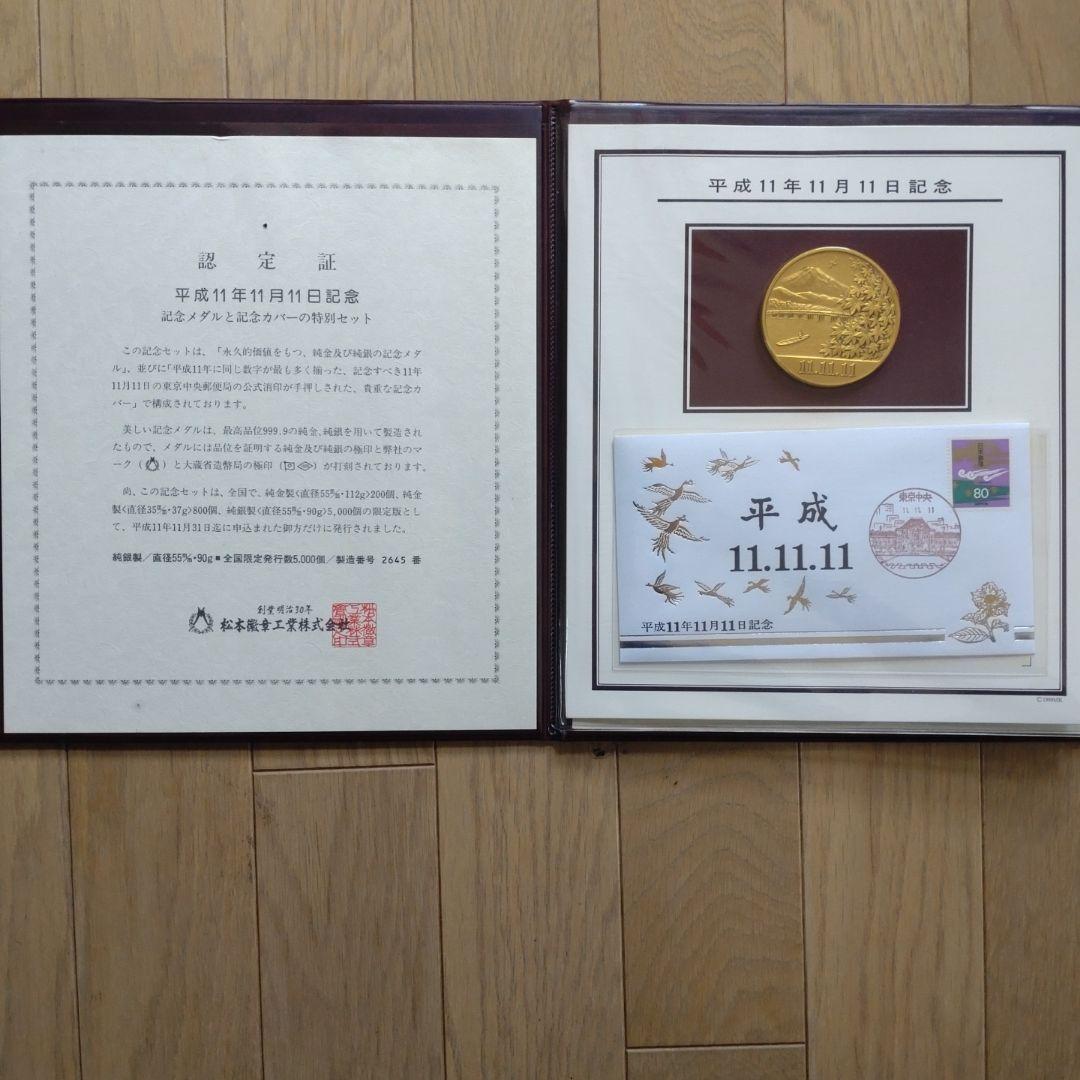 認定証
平成11年11月11日記念
記念メダルと記念カバーの特別セット
この記念セットは、「永久的価値をもつ、純金及び純銀の記念メダ
ル」、並びに「平成11年に同じ数字が最も多く揃った、記念すべき11年
11月11日の東京中央郵便局の公式消印が手押しされた、貴重な記念カ
バー」で構成されております。
美しい記念メダルは、最高品位999.9の純金、純銀を用いて製造され
たもので、メダルには品位を証明する純金及び純銀の極印と弊社のマ
ーク()と大蔵省造幣局の極印()が打刻されております。
尚、この記念セットは、全国で、純金製<直径55㎜・112g>200個、純金
製<直径35㎜・37g>800個、純銀製<直径55㎜・90g>5,000個の限定版とし
て、平成11年11月31日迄に申込まれた御方だけに発行されました。
純銀製/直径55㎜・90g■全国限定発行数5,000個/製造番号 2645 番
創業明治30年
松本徽章工業株式会社
平成11年11月11日記念
11.11.11
日本郵便
80
東京中央
11.11.11
平成
11.11.11
平成11年11月11日記念